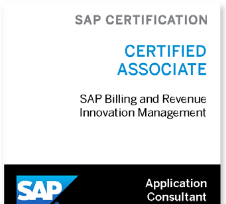 SAP CERTIFICATION
CERTIFIED
ASSOCIATE
SAP Billing and Revenue
Innovation Management
SAP
Application
Consultant